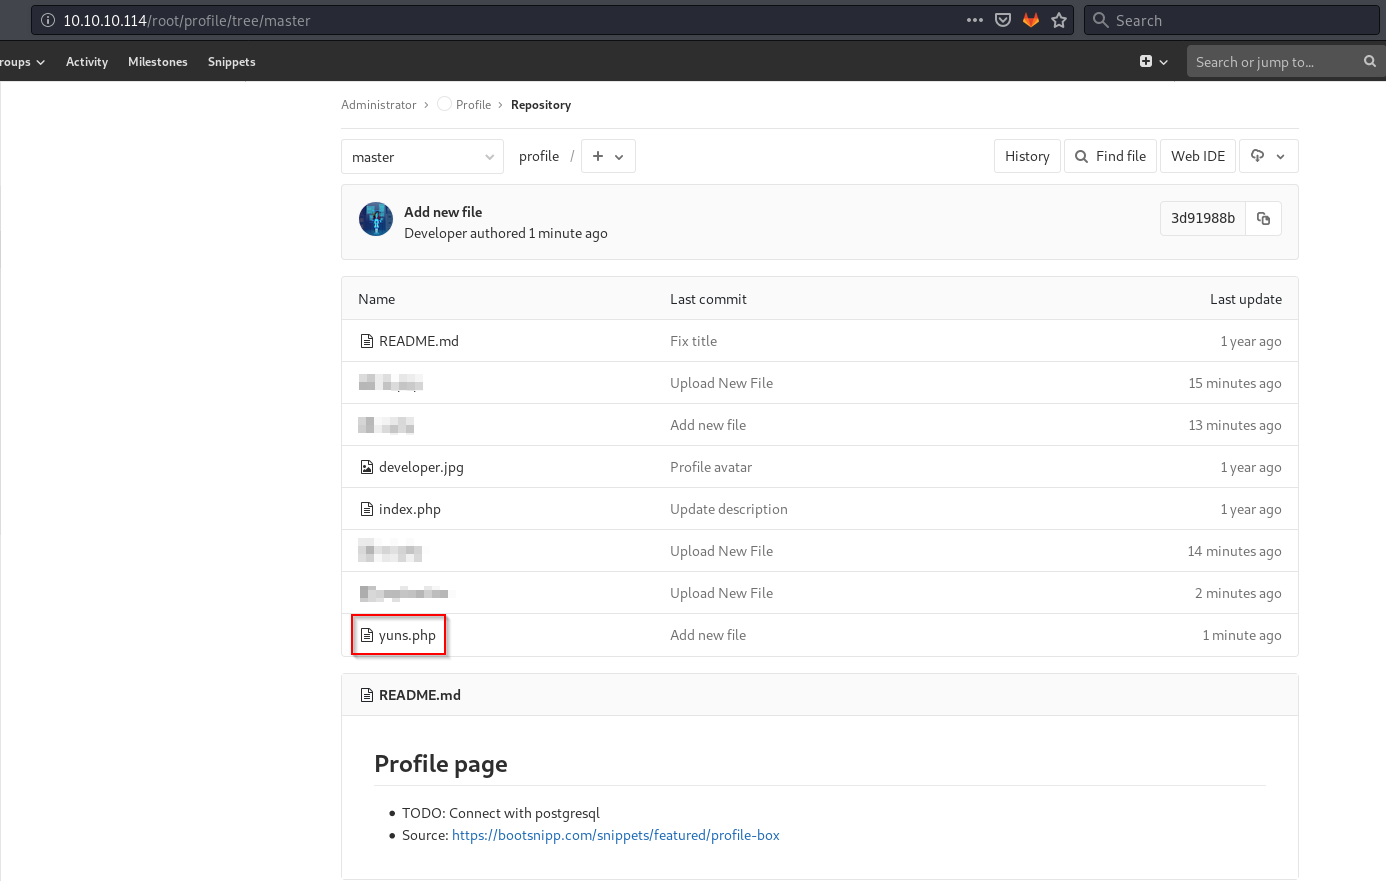 10.10.10.114/root/profile/tree/master
Search
roups Activity Milestones Snippets
Search or jump to...
Administrator › Profile › Repository
master profile / + History Find file Web IDE
Add new file
Developer authored 1 minute ago
3d91988b
Name Last commit Last update
README.md Fix title 1 year ago
Upload New File 15 minutes ago
Add new file 13 minutes ago
developer.jpg Profile avatar 1 year ago
index.php Update description 1 year ago
Upload New File 14 minutes ago
Upload New File 2 minutes ago
yuns.php Add new file 1 minute ago
README.md
Profile page
• TODO: Connect with postgresql
• Source: https://bootsnipp.com/snippets/featured/profile-box